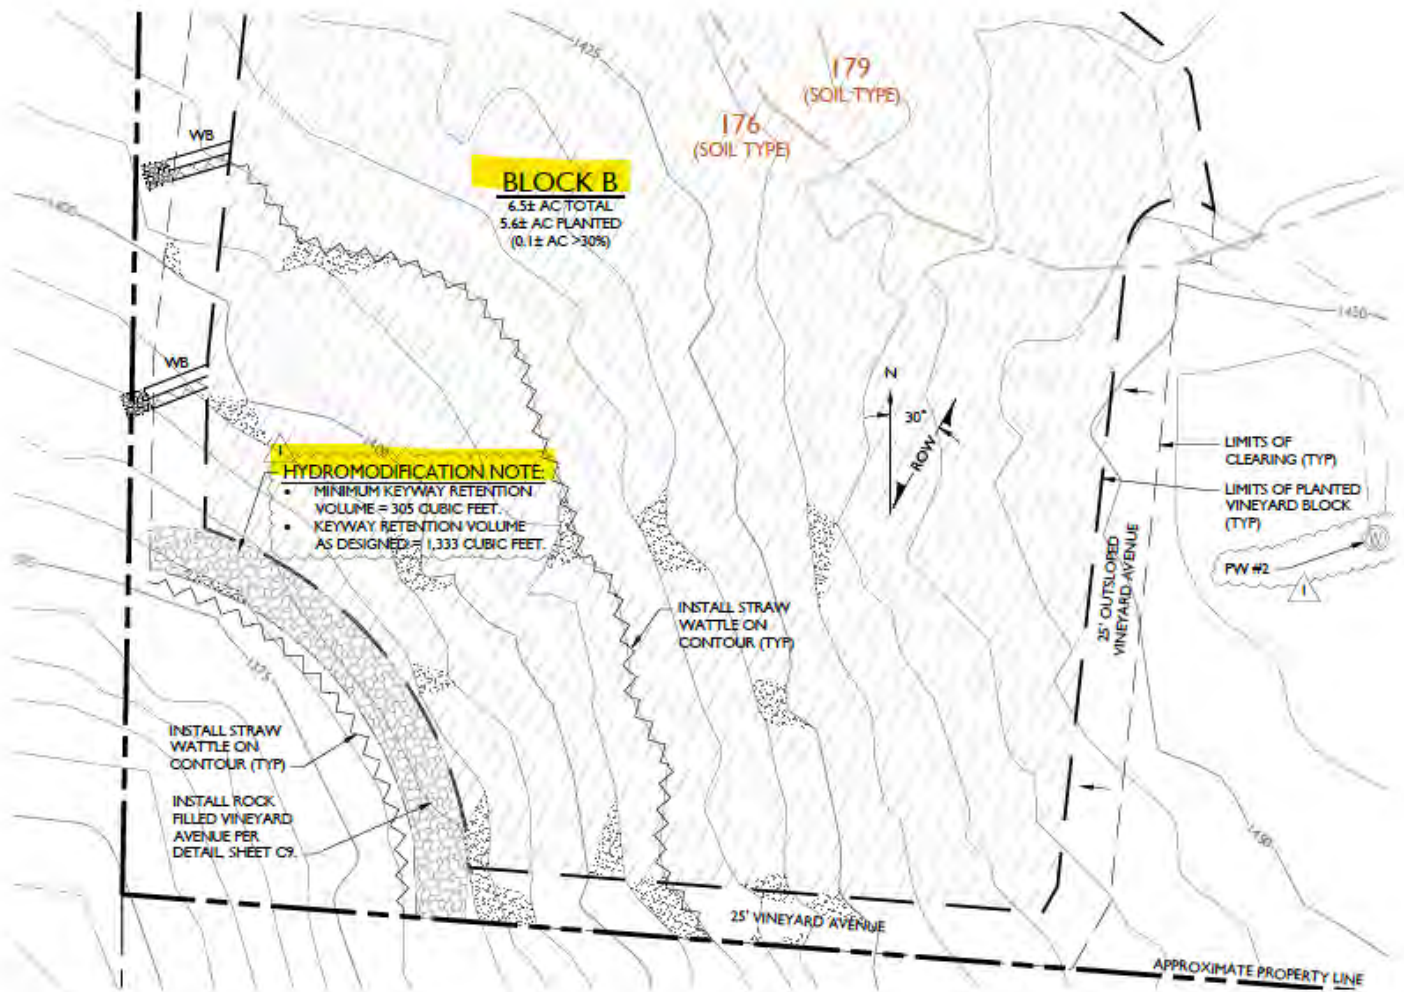 1425
179
(SOIL TYPE)
176
(SOIL TYPE)
WB
BLOCK B
6.5± AC TOTAL
5.6± AC PLANTED
(0.1± AC >30%)
1400
1450
WB
N
30°
ROW
1400
1
HYDROMODIFICATION NOTE:
• MINIMUM KEYWAY RETENTION
VOLUME = 305 CUBIC FEET.
• KEYWAY RETENTION VOLUME
AS DESIGNED = 1,333 CUBIC FEET.
LIMITS OF
CLEARING (TYP)
LIMITS OF PLANTED
VINEYARD BLOCK
(TYP)
W
PW #2
1
25' OUTSLOPED
VINEYARD AVENUE
INSTALL STRAW
WATTLE ON
CONTOUR (TYP)
1375
INSTALL STRAW
WATTLE ON
CONTOUR (TYP)
INSTALL ROCK
FILLED VINEYARD
AVENUE PER
DETAIL, SHEET C9.
1450
25' VINEYARD AVENUE
APPROXIMATE PROPERTY LINE